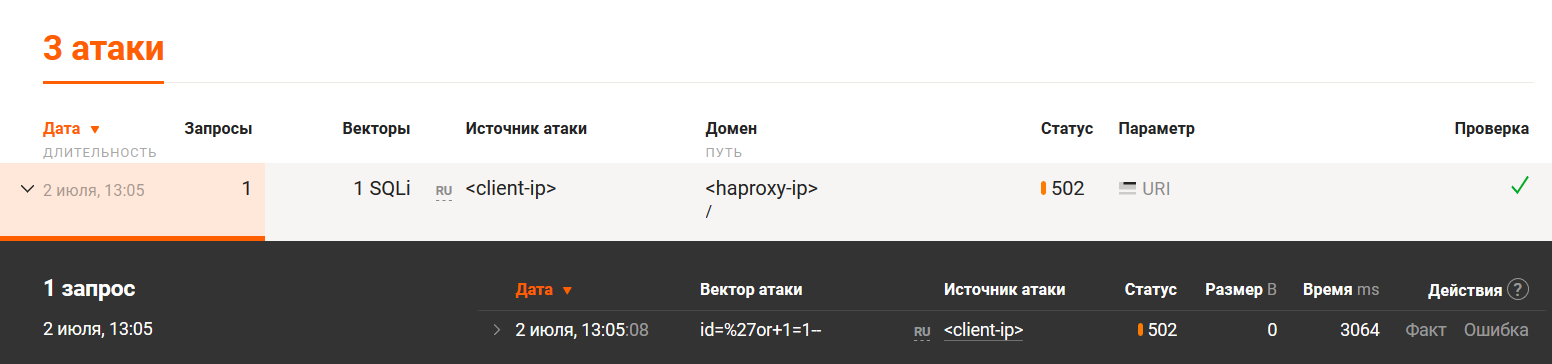 3 атаки
Дата ▼ Запросы Векторы Источник атаки Домен Статус Параметр Проверка
ДЛИТЕЛЬНОСТЬ ПУТЬ
2 июля, 13:05 1 1 SQLi RU <client-ip> <haproxy-ip> 502 URI
/
1 запрос Дата ▼ Вектор атаки Источник атаки Статус Размер B Время ms Действия ?
2 июля, 13:05 2 июля, 13:05:08 id=%27or+1=1-- RU <client-ip> 502 0 3064 Факт Ошибка